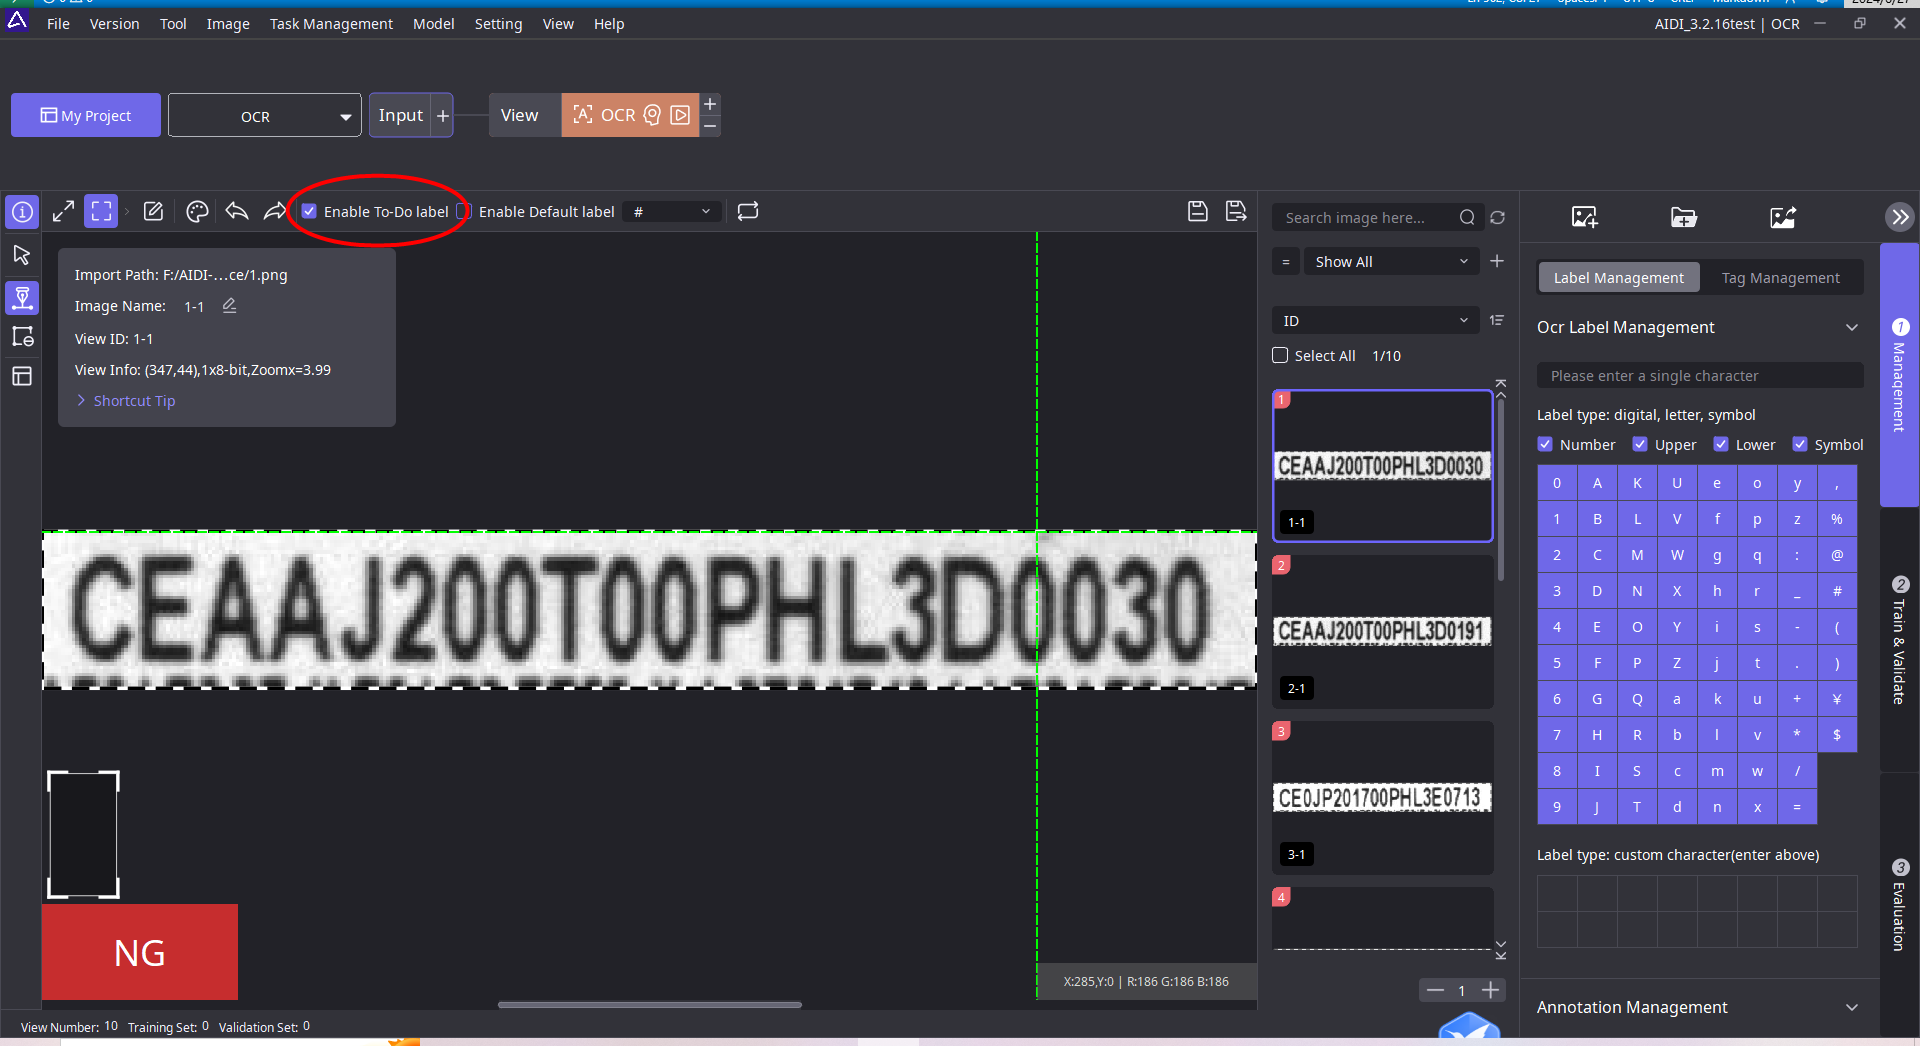 File Version Tool Image Task Management Model Setting View Help AIDI_3.2.16test | OCR
My Project OCR Input + View OCR + −
Enable To-Do label Enable Default label #
Import Path: F:/AIDI-...ce/1.png
Image Name: 1-1
View ID: 1-1
View Info: (347,44),1x8-bit,Zoomx=3.99
> Shortcut Tip
CEAAJ200T00PHL3D0030
NG
X:285,Y:0 | R:186 G:186 B:186
View Number: 10 Training Set: 0 Validation Set: 0
Search image here...
= Show All +
ID
Select All 1/10
1
CEAAJ200T00PHL3D0030
1-1
2
CEAAJ200T00PHL3D0191
2-1
3
CE0JP201700PHL3E0713
3-1
4
— 1 +
Label Management Tag Management
Ocr Label Management
Please enter a single character
Label type: digital, letter, symbol
Number Upper Lower Symbol
0 A K U e o y ,
1 B L V f p z %
2 C M W g q : @
3 D N X h r _ #
4 E O Y i s - (
5 F P Z j t . )
6 G Q a k u + ¥
7 H R b l v * $
8 I S c m w /
9 J T d n x =
Label type: custom character(enter above)
Annotation Management
1 Management
2 Train & Validate
3 Evaluation